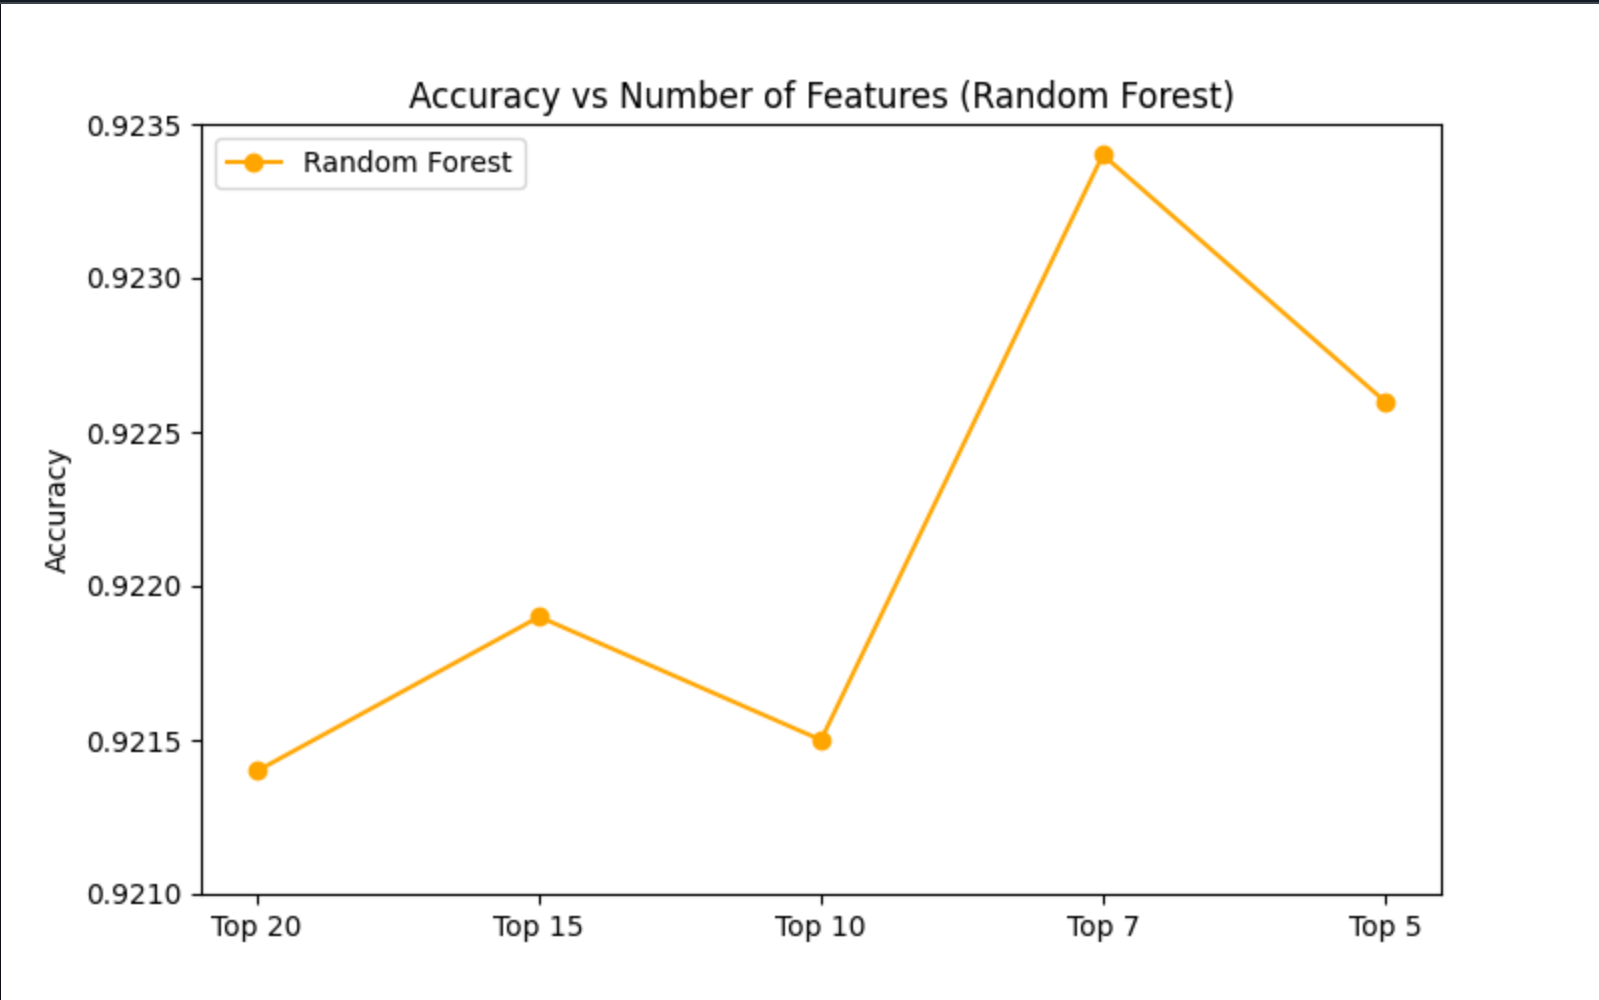 Accuracy vs Number of Features (Random Forest)
0.9235
Random Forest
0.9230
0.9225
Accuracy
0.9220
0.9215
0.9210
Top 20 Top 15 Top 10 Top 7 Top 5